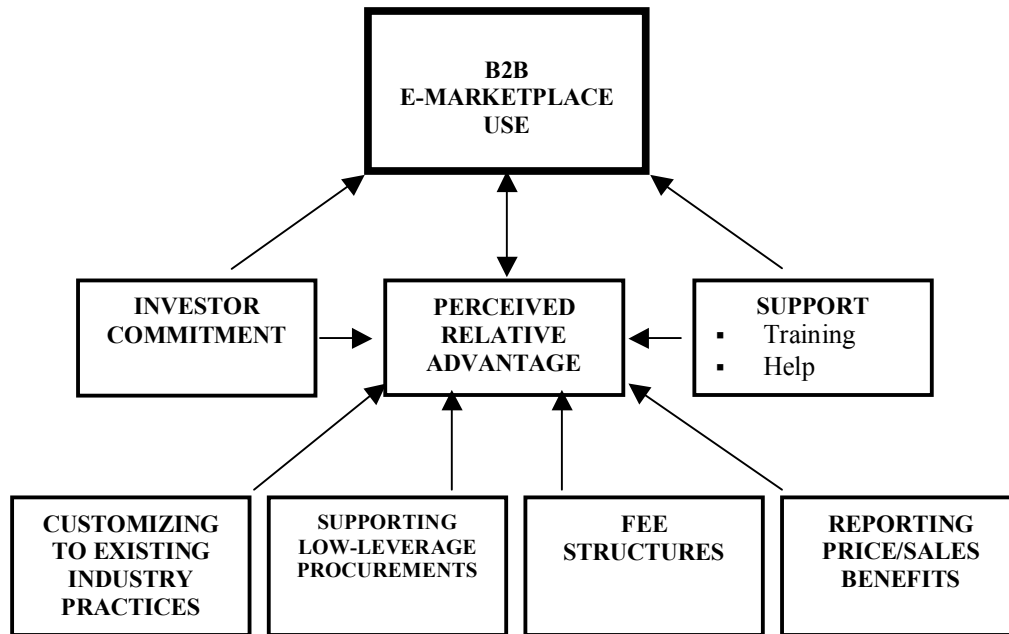 B2B
E-MARKETPLACE
USE
INVESTOR
COMMITMENT
PERCEIVED
RELATIVE
ADVANTAGE
SUPPORT
▪ Training
▪ Help
CUSTOMIZING
TO EXISTING
INDUSTRY
PRACTICES
SUPPORTING
LOW-LEVERAGE
PROCUREMENTS
FEE
STRUCTURES
REPORTING
PRICE/SALES
BENEFITS